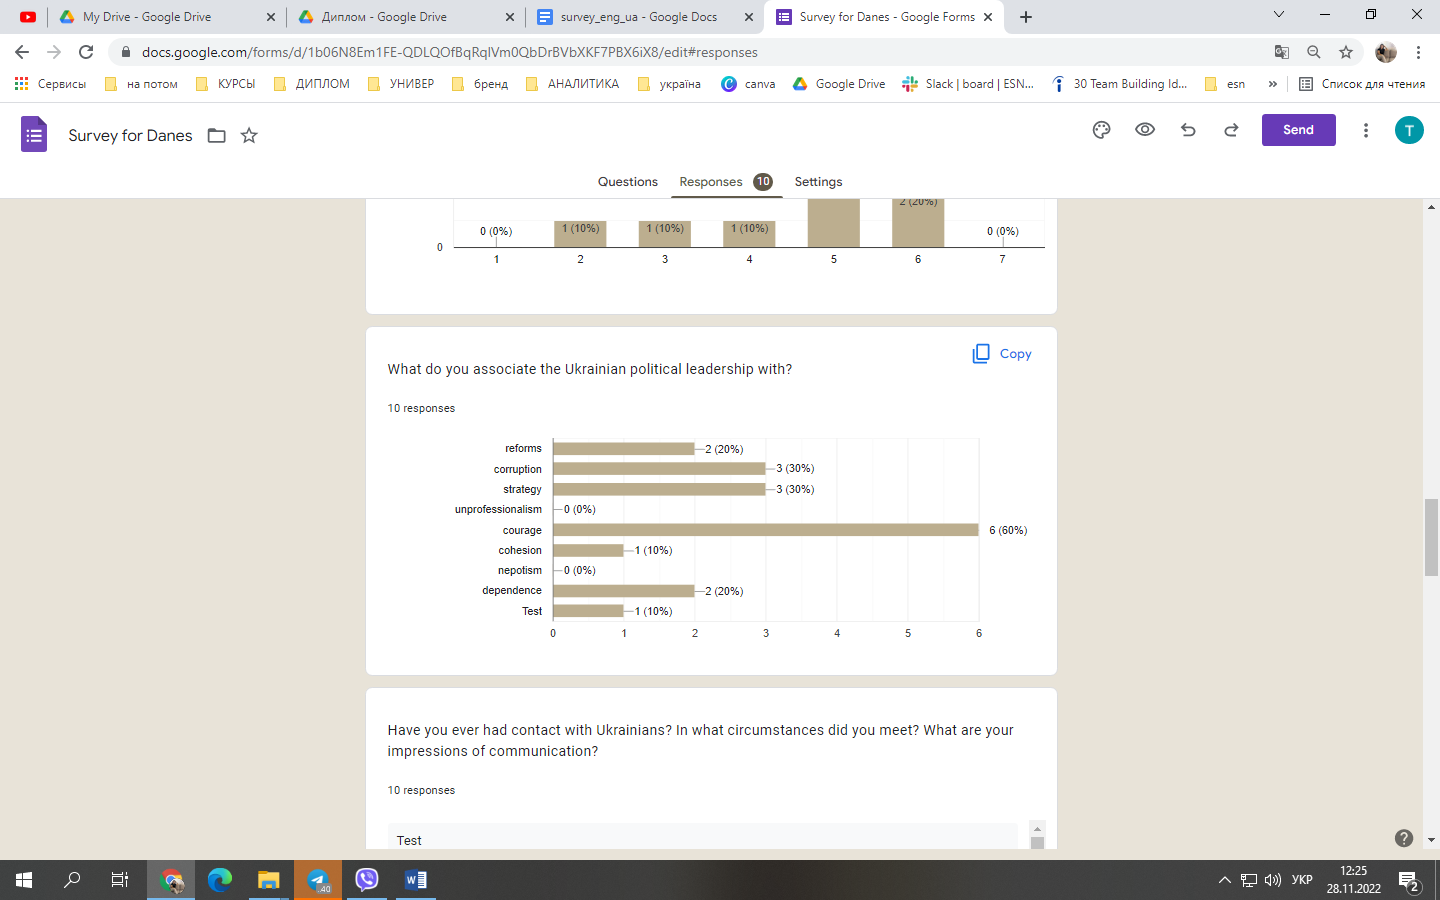 My Drive - Google Drive
Диплом - Google Drive
survey_eng_ua - Google Docs
Survey for Danes - Google Forms
docs.google.com/forms/d/1b06N8Em1FE-QDLQOfBqRqlVm0QbDrBVbXKF7PBX6iX8/edit#responses
Сервисы
на потом
КУРСЫ
ДИПЛОМ
УНИВЕР
бренд
АНАЛИТИКА
україна
canva
Google Drive
Slack | board | ESN...
30 Team Building Id...
esn
»
Список для чтения
Survey for Danes
Send
T
Questions
Responses 10
Settings
2 (20%)
0 (0%)
1 (10%)
1 (10%)
1 (10%)
0 (0%)
0
1 2 3 4 5 6 7
Copy
What do you associate the Ukrainian political leadership with?
10 responses
reforms 2 (20%)
corruption 3 (30%)
strategy 3 (30%)
unprofessionalism 0 (0%)
courage 6 (60%)
cohesion 1 (10%)
nepotism 0 (0%)
dependence 2 (20%)
Test 1 (10%)
0 1 2 3 4 5 6
Have you ever had contact with Ukrainians? In what circumstances did you meet? What are your
impressions of communication?
10 responses
Test
?
40
W
УКР
12:25
28.11.2022
2